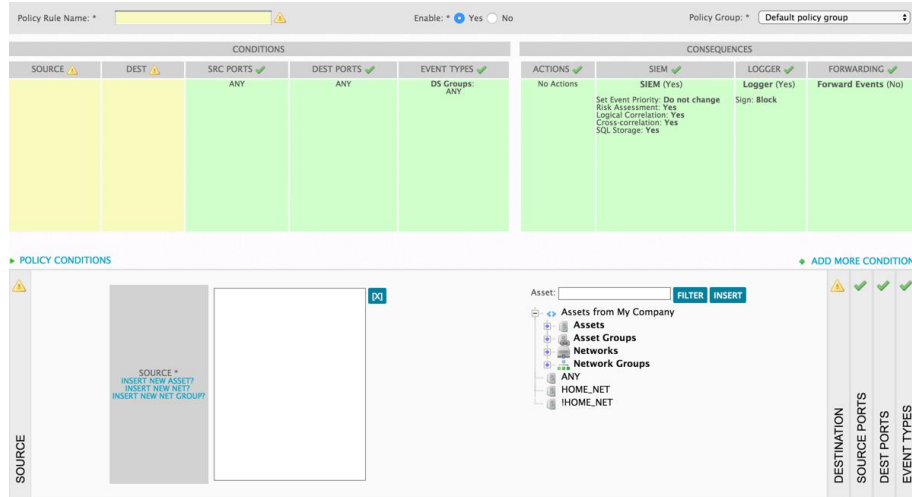 Policy Rule Name: *
Enable: * Yes No
Policy Group: * Default policy group
CONDITIONS
CONSEQUENCES
SOURCE DEST SRC PORTS DEST PORTS EVENT TYPES ACTIONS SIEM LOGGER FORWARDING
ANY ANY DS Groups: No Actions SIEM (Yes) Logger (Yes) Forward Events (No)
ANY
Set Event Priority: Do not change Sign: Block
Risk Assessment: Yes
Logical Correlation: Yes
Cross-correlation: Yes
SQL Storage: Yes
POLICY CONDITIONS
ADD MORE CONDITION
SOURCE
SOURCE *
INSERT NEW ASSET?
INSERT NEW NET?
INSERT NEW NET GROUP?
[X]
Asset: FILTER INSERT
Assets from My Company
Assets
Asset Groups
Networks
Network Groups
ANY
HOME_NET
!HOME_NET
DESTINATION
SOURCE PORTS
DEST PORTS
EVENT TYPES